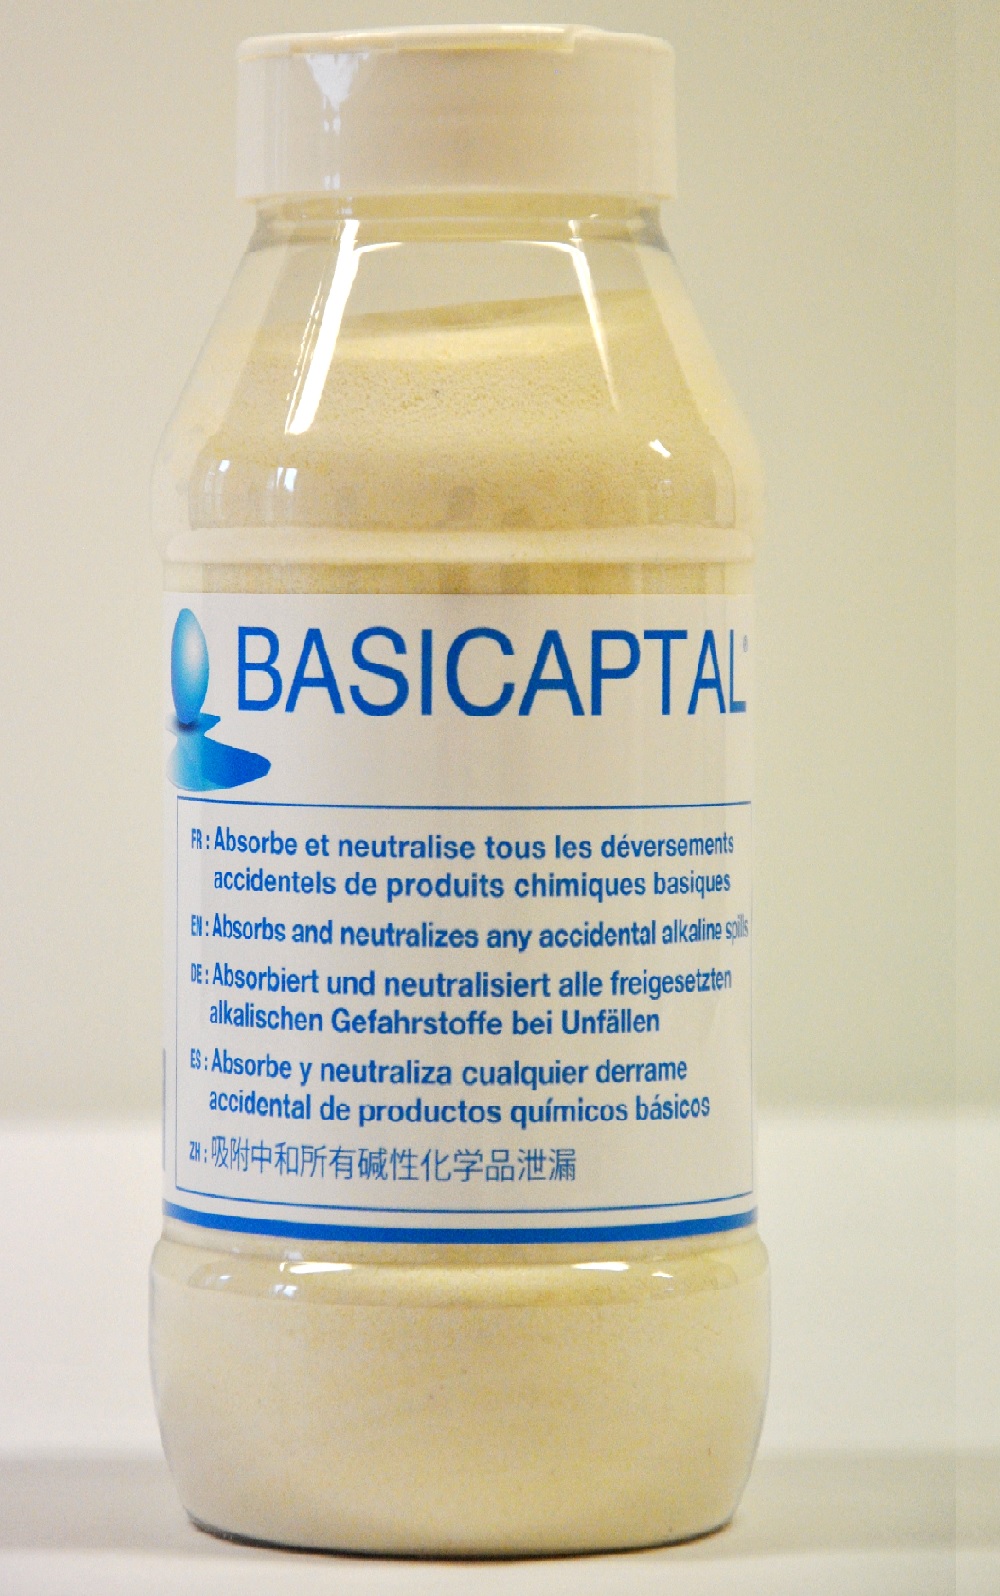 BASICAPTAL
FR : Absorbe et neutralise tous les déversements
accidentels de produits chimiques basiques
EN : Absorbs and neutralizes any accidental alkaline spills
DE : Absorbiert und neutralisiert alle freigesetzten
alkalischen Gefahrstoffe bei Unfällen
ES : Absorbe y neutraliza cualquier derrame
accidental de productos químicos básicos
ZH : 吸附中和所有碱性化学品泄漏